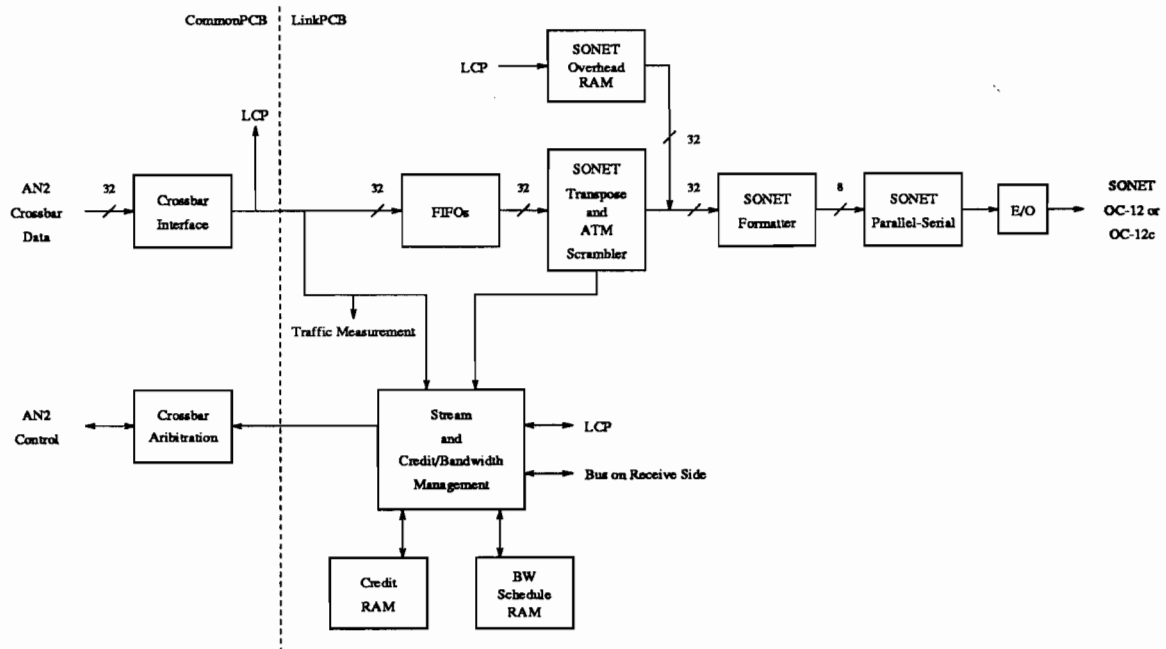 CommonPCB
LinkPCB
SONET
Overhead
RAM
LCP
LCP
32
AN2
Crossbar
Data
32
Crossbar
Interface
32
FIFOs
32
SONET
Transpose
and
ATM
Scrambler
32
SONET
Formatter
8
SONET
Parallel-Serial
E/O
SONET
OC-12 or
OC-12c
Traffic Measurement
AN2
Control
Crossbar
Aribitration
Stream
and
Credit/Bandwidth
Management
LCP
Bus on Receive Side
Credit
RAM
BW
Schedule
RAM